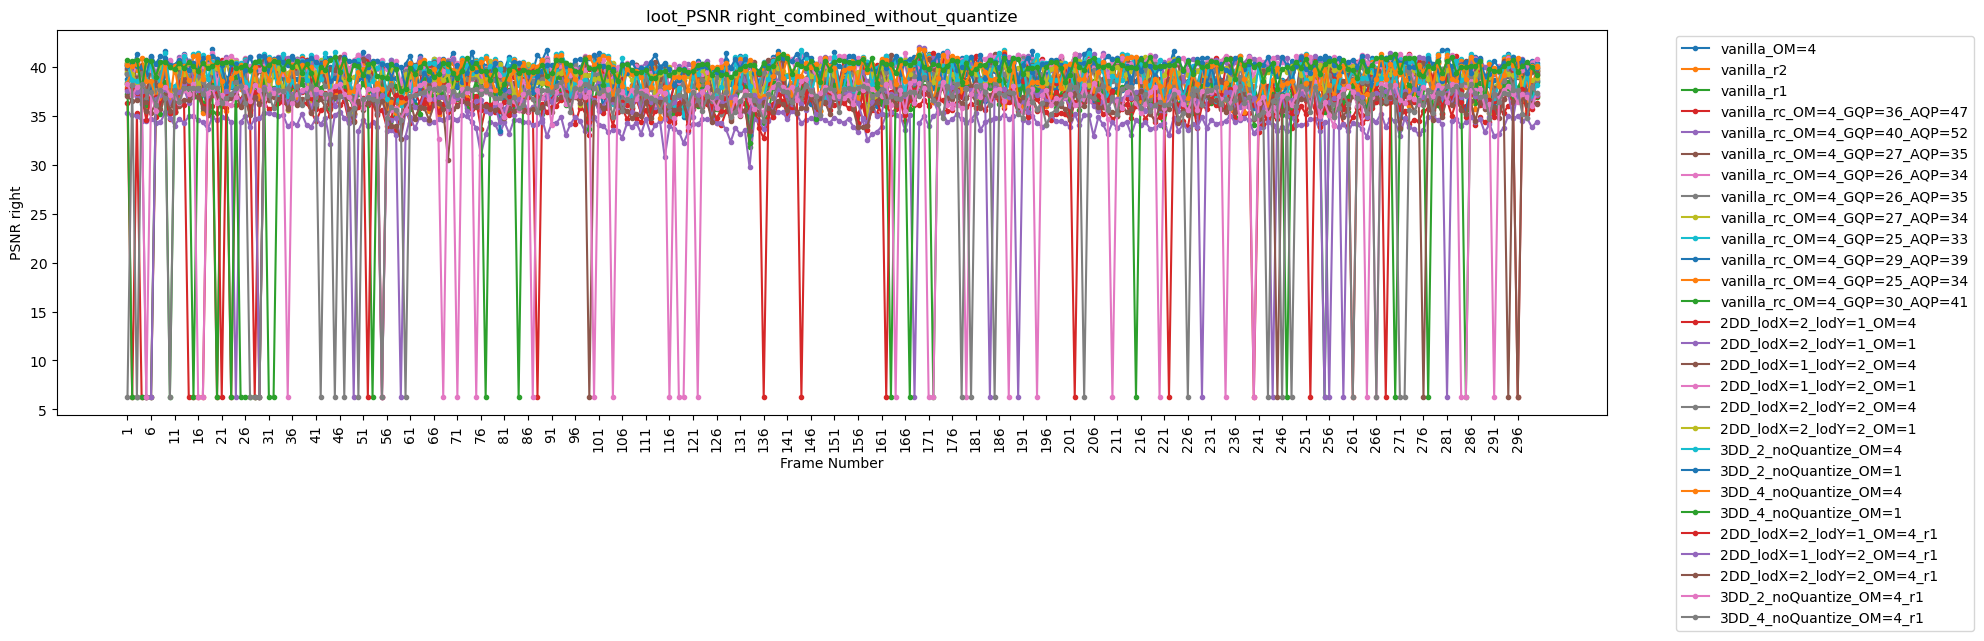 loot_PSNR right_combined_without_quantize
PSNR right
40
35
30
25
20
15
10
5
1 6 11 16 21 26 31 36 41 46 51 56 61 66 71 76 81 86 91 96 101 106 111 116 121 126 131 136 141 146 151 156 161 166 171 176 181 186 191 196 201 206 211 216 221 226 231 236 241 246 251 256 261 266 271 276 281 286 291 296
Frame Number
vanilla_OM=4
vanilla_r2
vanilla_r1
vanilla_rc_OM=4_GQP=36_AQP=47
vanilla_rc_OM=4_GQP=40_AQP=52
vanilla_rc_OM=4_GQP=27_AQP=35
vanilla_rc_OM=4_GQP=26_AQP=34
vanilla_rc_OM=4_GQP=26_AQP=35
vanilla_rc_OM=4_GQP=27_AQP=34
vanilla_rc_OM=4_GQP=25_AQP=33
vanilla_rc_OM=4_GQP=29_AQP=39
vanilla_rc_OM=4_GQP=25_AQP=34
vanilla_rc_OM=4_GQP=30_AQP=41
2DD_lodX=2_lodY=1_OM=4
2DD_lodX=2_lodY=1_OM=1
2DD_lodX=1_lodY=2_OM=4
2DD_lodX=1_lodY=2_OM=1
2DD_lodX=2_lodY=2_OM=4
2DD_lodX=2_lodY=2_OM=1
3DD_2_noQuantize_OM=4
3DD_2_noQuantize_OM=1
3DD_4_noQuantize_OM=4
3DD_4_noQuantize_OM=1
2DD_lodX=2_lodY=1_OM=4_r1
2DD_lodX=1_lodY=2_OM=4_r1
2DD_lodX=2_lodY=2_OM=4_r1
3DD_2_noQuantize_OM=4_r1
3DD_4_noQuantize_OM=4_r1